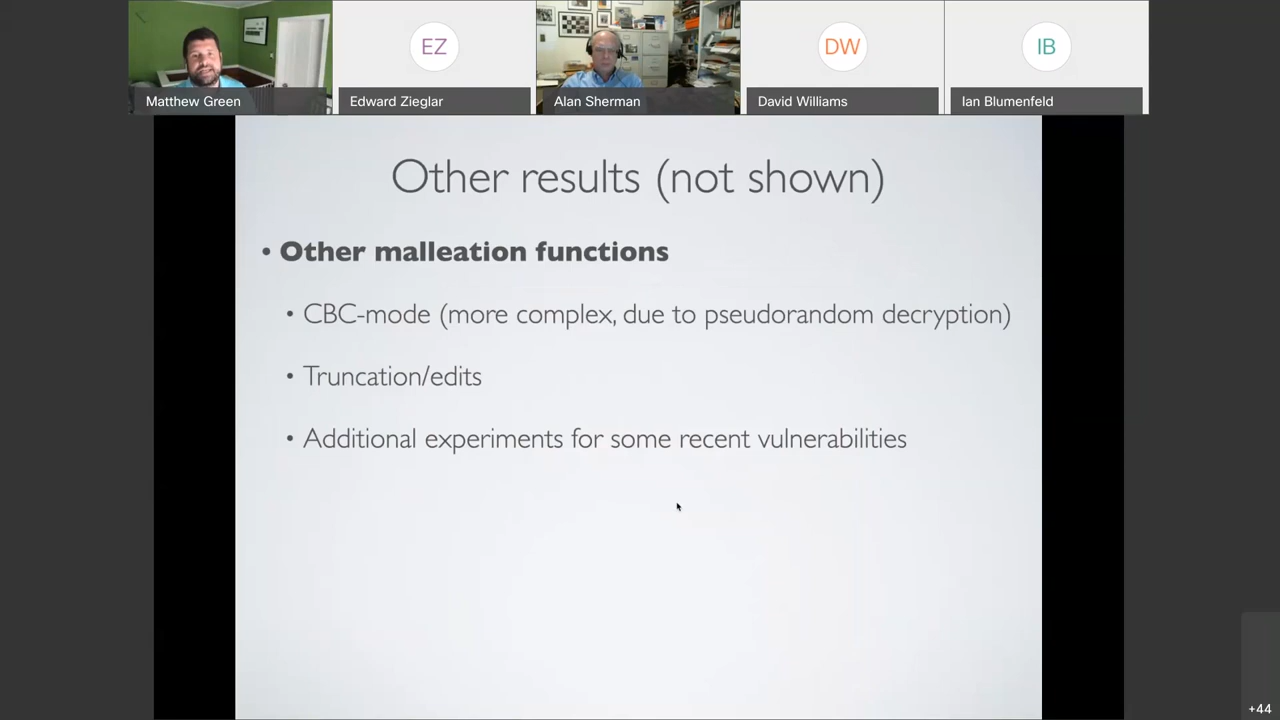 EZ
DW
IB
Matthew Green
Edward Zieglar
Alan Sherman
David Williams
Ian Blumenfeld
Other results (not shown)
• Other malleation functions
• CBC-mode (more complex, due to pseudorandom decryption)
• Truncation/edits
• Additional experiments for some recent vulnerabilities
+44